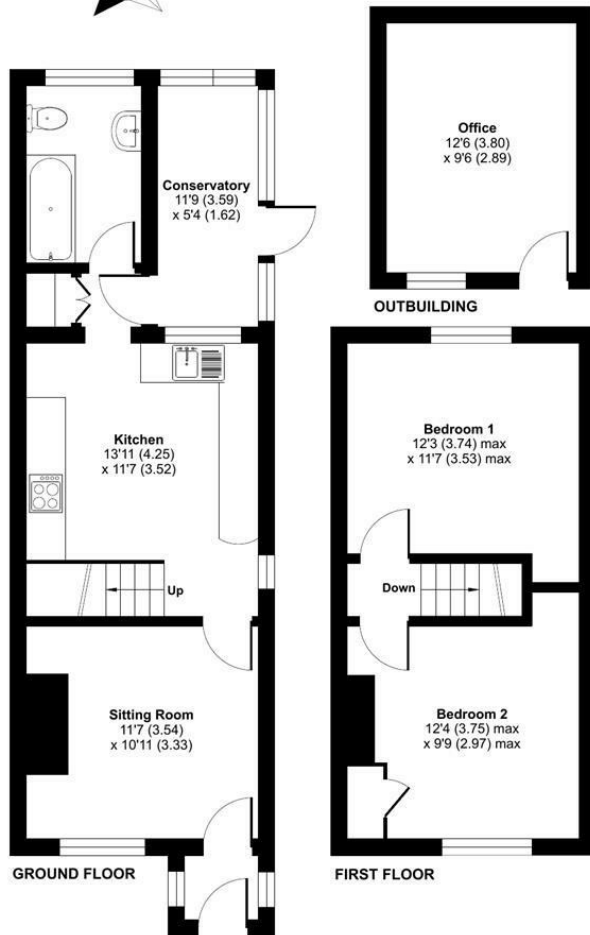 Office
12'6 (3.80)
x 9'6 (2.89)
OUTBUILDING
Conservatory
11'9 (3.59)
x 5'4 (1.62)
Kitchen
13'11 (4.25)
x 11'7 (3.52)
Up
Sitting Room
11'7 (3.54)
x 10'11 (3.33)
GROUND FLOOR
Bedroom 1
12'3 (3.74) max
x 11'7 (3.53) max
Down
Bedroom 2
12'4 (3.75) max
x 9'9 (2.97) max
FIRST FLOOR